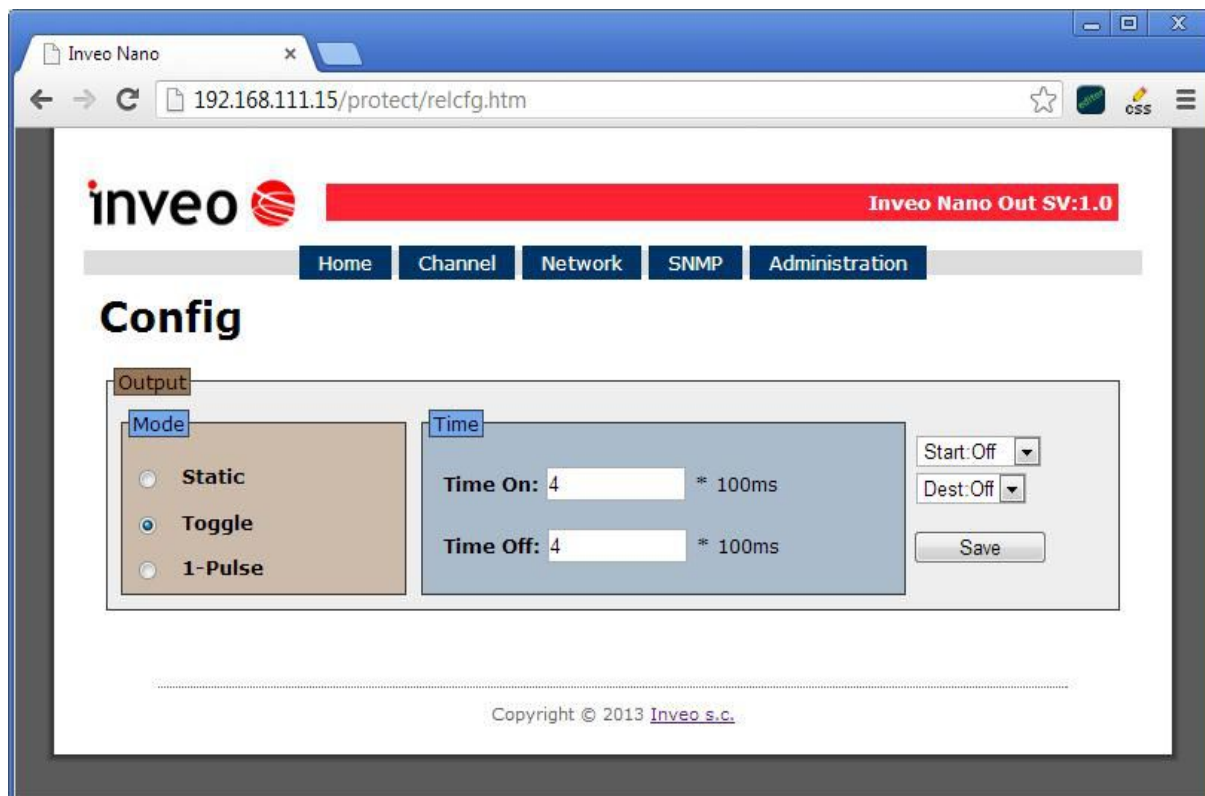 Inveo Nano
192.168.111.15/protect/relcfg.htm
editor
css
inveo
Inveo Nano Out SV:1.0
Home Channel Network SNMP Administration
Config
Output
Mode
Static
Toggle
1-Pulse
Time
Time On: 4 * 100ms
Time Off: 4 * 100ms
Start:Off
Dest:Off
Save
Copyright © 2013 Inveo s.c.